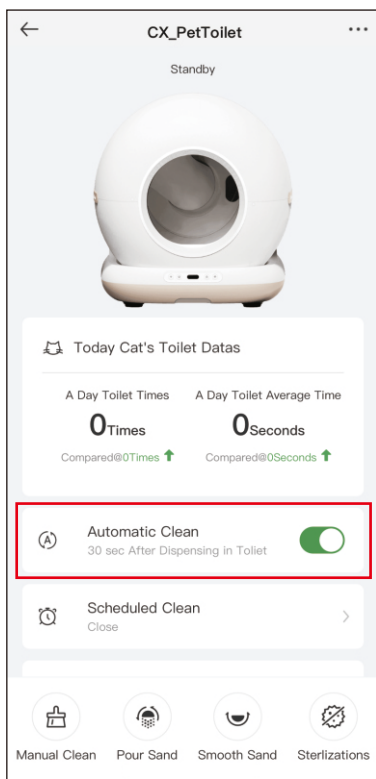 CX_PetToilet
Standby
Today Cat's Toilet Datas
A Day Toilet Times A Day Toilet Average Time
0Times 0Seconds
Compared@0Times ↑ Compared@0Seconds ↑
Automatic Clean
30 sec After Dispensing in Toliet
Scheduled Clean
Close
Manual Clean Pour Sand Smooth Sand Sterlizations